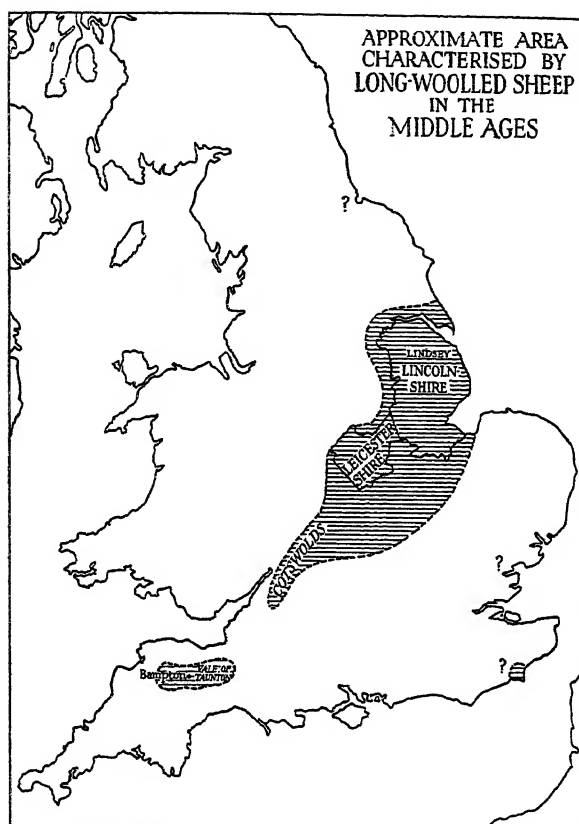 APPROXIMATE AREA
CHARACTERISED BY
LONG-WOOLLED SHEEP
IN THE
MIDDLE AGES
?
LINDSEY
LINCOLN-
SHIRE
LEICESTER
SHIRE
COTSWOLDS
?
Bampton
VALE OF
TAUNTON
?